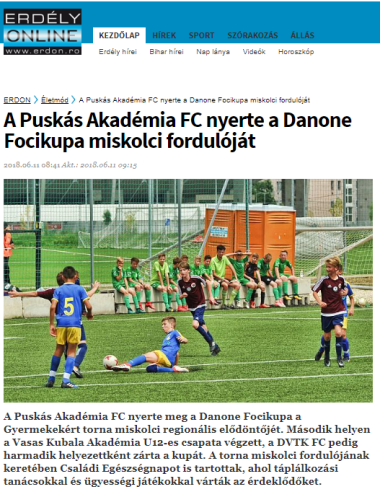 ERDÉLY
ONLINE
www.erdon.ro
KEZDŐLAP HÍREK SPORT SZÓRAKOZÁS ÁLLÁS
Erdély hírei Bihar hírei Nap lánya Videók Horoszkóp
ERDON > Életmód > A Puskás Akadémia FC nyerte a Danone Focikupa miskolci fordulóját
A Puskás Akadémia FC nyerte a Danone
Focikupa miskolci fordulóját
2018.06.11 08:41 Akt.: 2018.06.11 09:15
5
A Puskás Akadémia FC nyerte meg a Danone Focikupa a
Gyermekekért torna miskolci regionális elődöntőjét. Második helyen
a Vasas Kubala Akadémia U12-es csapata végzett, a DVTK FC pedig
harmadik helyezettként zárta a kupát. A torna miskolci fordulójának
keretében Családi Egészségnapot is tartottak, ahol táplálkozási
tanácsokkal és ügyességi játékokkal várták az érdeklődőket.